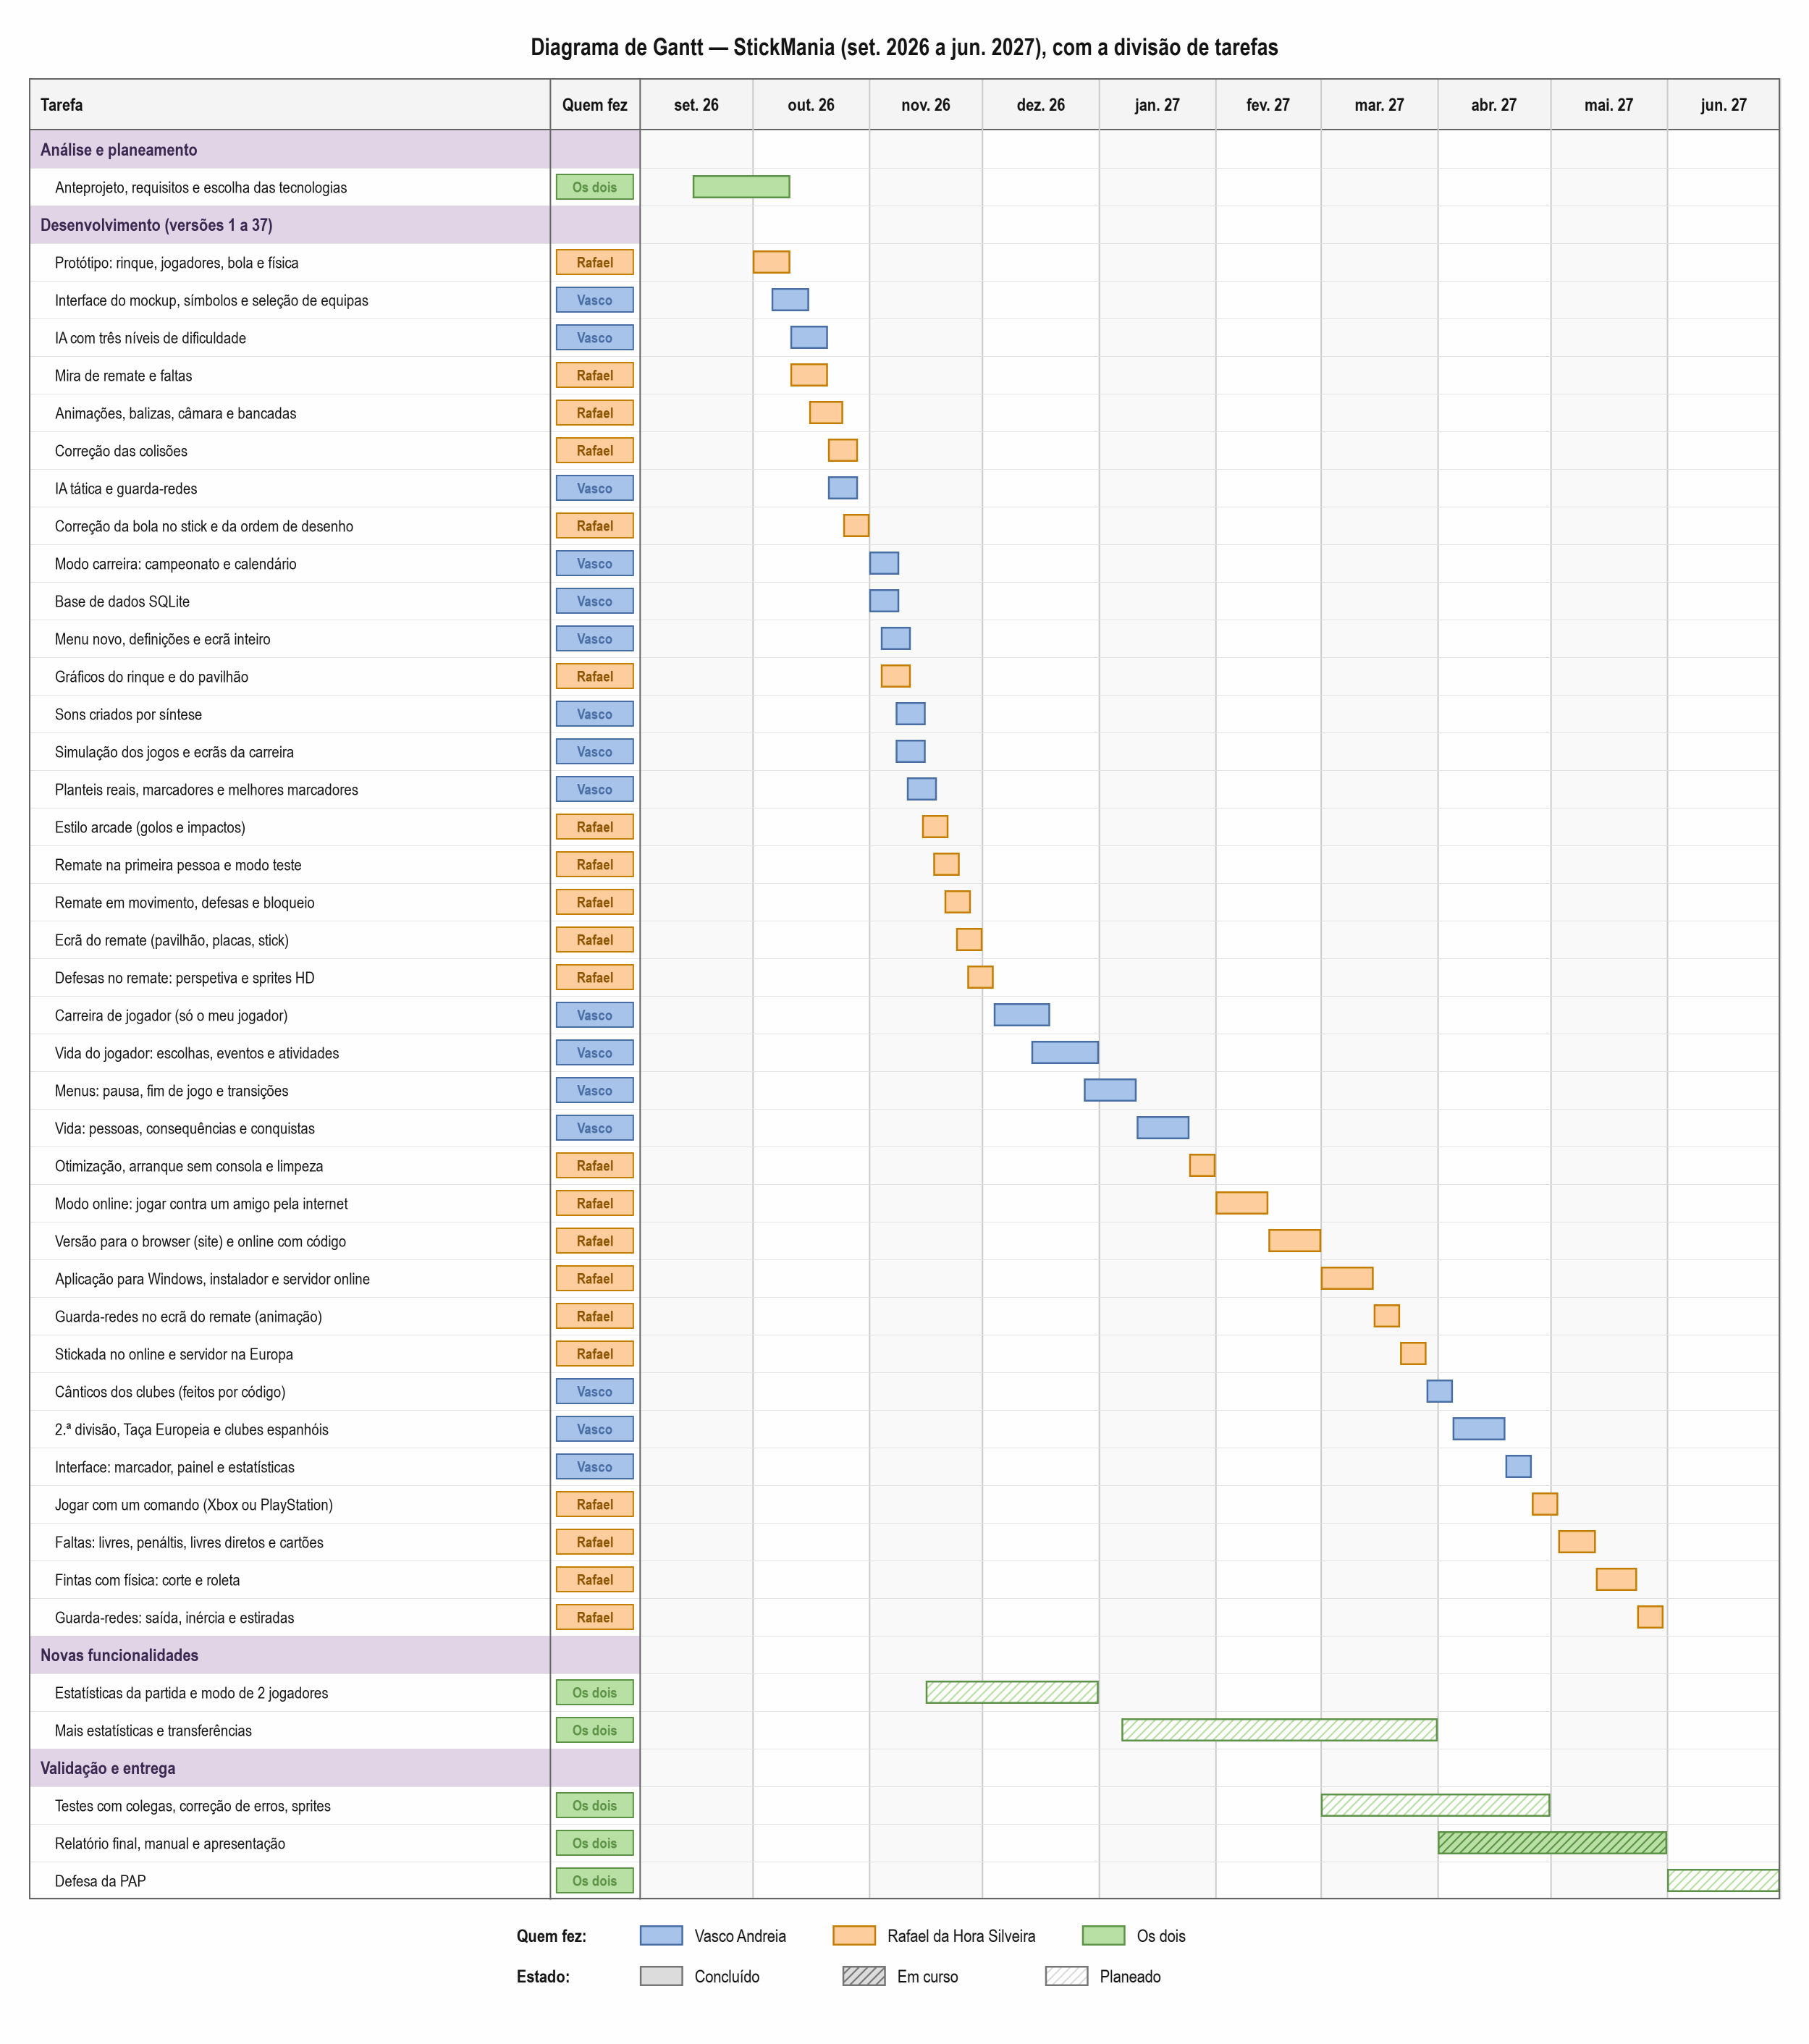 Diagrama de Gantt — StickMania (set. 2026 a jun. 2027), com a divisão de tarefas
Tarefa Quem fez set. 26 out. 26 nov. 26 dez. 26 jan. 27 fev. 27 mar. 27 abr. 27 mai. 27 jun. 27
Análise e planeamento
Anteprojeto, requisitos e escolha das tecnologias Os dois
Desenvolvimento (versões 1 a 37)
Protótipo: rinque, jogadores, bola e física Rafael
Interface do mockup, símbolos e seleção de equipas Vasco
IA com três níveis de dificuldade Vasco
Mira de remate e faltas Rafael
Animações, balizas, câmara e bancadas Rafael
Correção das colisões Rafael
IA tática e guarda-redes Vasco
Correção da bola no stick e da ordem de desenho Rafael
Modo carreira: campeonato e calendário Vasco
Base de dados SQLite Vasco
Menu novo, definições e ecrã inteiro Vasco
Gráficos do rinque e do pavilhão Rafael
Sons criados por síntese Vasco
Simulação dos jogos e ecrãs da carreira Vasco
Planteis reais, marcadores e melhores marcadores Vasco
Estilo arcade (golos e impactos) Rafael
Remate na primeira pessoa e modo teste Rafael
Remate em movimento, defesas e bloqueio Rafael
Ecrã do remate (pavilhão, placas, stick) Rafael
Defesas no remate: perspetiva e sprites HD Rafael
Carreira de jogador (só o meu jogador) Vasco
Vida do jogador: escolhas, eventos e atividades Vasco
Menus: pausa, fim de jogo e transições Vasco
Vida: pessoas, consequências e conquistas Vasco
Otimização, arranque sem consola e limpeza Rafael
Modo online: jogar contra um amigo pela internet Rafael
Versão para o browser (site) e online com código Rafael
Aplicação para Windows, instalador e servidor online Rafael
Guarda-redes no ecrã do remate (animação) Rafael
Stickada no online e servidor na Europa Rafael
Cânticos dos clubes (feitos por código) Vasco
2.ª divisão, Taça Europeia e clubes espanhóis Vasco
Interface: marcador, painel e estatísticas Vasco
Jogar com um comando (Xbox ou PlayStation) Rafael
Faltas: livres, penáltis, livres diretos e cartões Rafael
Fintas com física: corte e roleta Rafael
Guarda-redes: saída, inércia e estiradas Rafael
Novas funcionalidades
Estatísticas da partida e modo de 2 jogadores Os dois
Mais estatísticas e transferências Os dois
Validação e entrega
Testes com colegas, correção de erros, sprites Os dois
Relatório final, manual e apresentação Os dois
Defesa da PAP Os dois
Quem fez: Vasco Andreia Rafael da Hora Silveira Os dois
Estado: Concluído Em curso Planeado